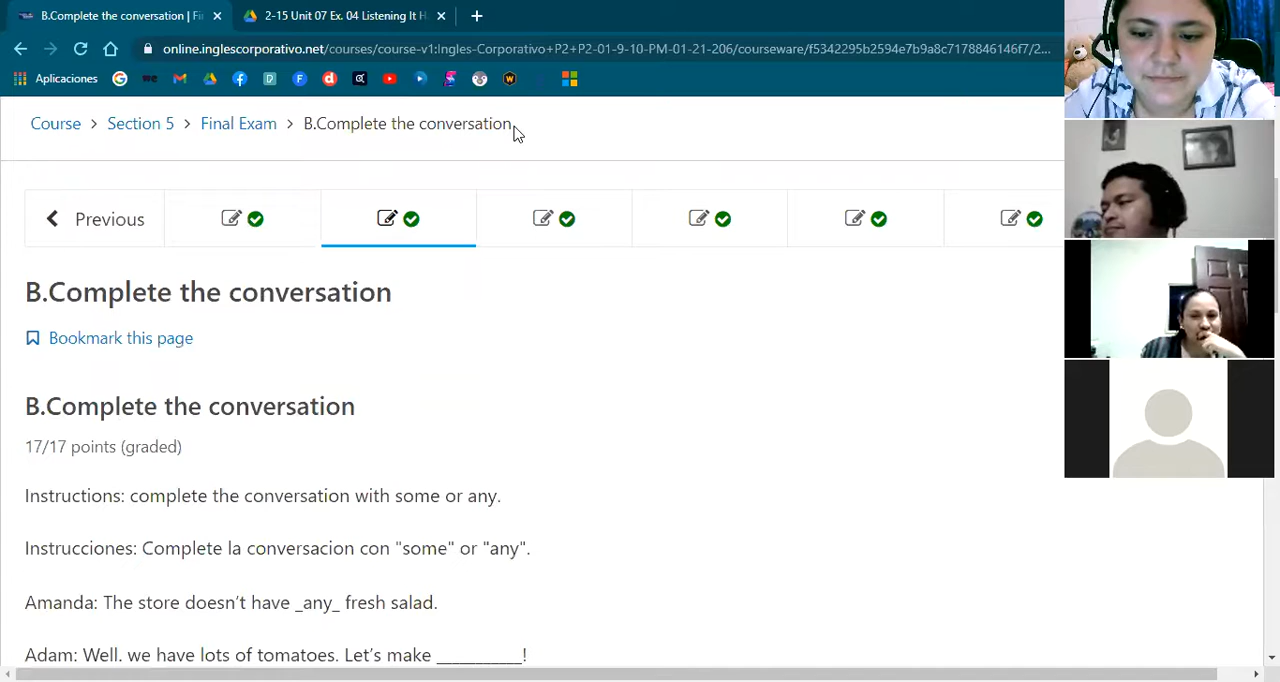 B.Complete the conversation | Fi
2-15 Unit 07 Ex. 04 Listening It H
online.inglescorporativo.net/courses/course-v1:Ingles-Corporativo+P2+P2-01-9-10-PM-01-21-206/courseware/f5342295b2594e7b9a8c7178846146f7/2...
Aplicaciones
Course > Section 5 > Final Exam > B.Complete the conversation
Previous
B.Complete the conversation
Bookmark this page
B.Complete the conversation
17/17 points (graded)
Instructions: complete the conversation with some or any.
Instrucciones: Complete la conversacion con "some" or "any".
Amanda: The store doesn't have _any_ fresh salad.
Adam: Well. we have lots of tomatoes. Let's make ___________!